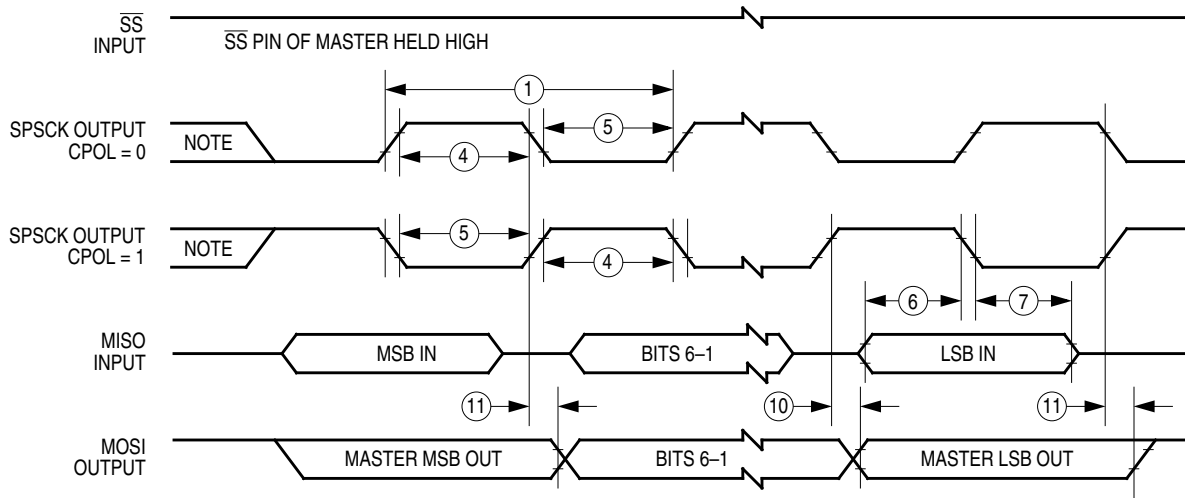 SS
INPUT
SS PIN OF MASTER HELD HIGH
1
SPSCK OUTPUT
CPOL = 0
NOTE
4
5
SPSCK OUTPUT
CPOL = 1
NOTE
5
4
6
7
MISO
INPUT
MSB IN
BITS 6–1
LSB IN
11
10
11
MOSI
OUTPUT
MASTER MSB OUT
BITS 6–1
MASTER LSB OUT